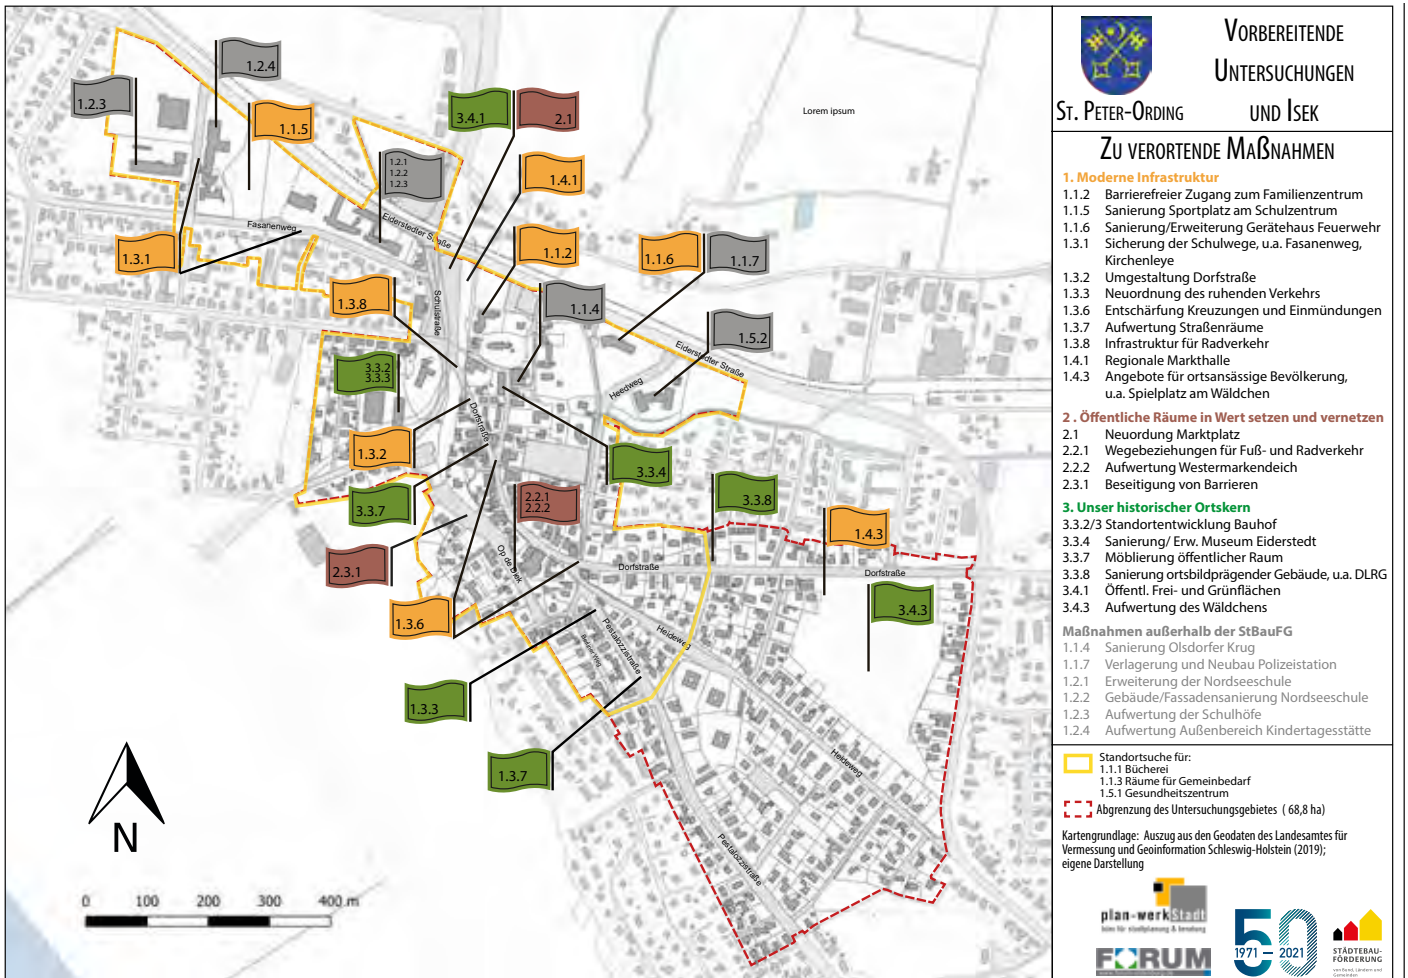 1.2.4
1.2.3
1.1.5
3.4.1
2.1
Lorem ipsum
1.2.1
1.2.2
1.2.3
1.4.1
Fasanenweg
Eiderstedter Straße
1.3.1
1.1.2
1.1.6
1.1.7
1.3.8
Schulstraße
1.1.4
1.5.2
Eiderstedter Straße
3.3.2
3.3.3
Heedweg
Dorfstraße
1.3.2
3.3.4
3.3.8
3.3.7
2.2.1
2.2.2
1.4.3
2.3.1
Op de Diek
Dorfstraße
Dorfstraße
1.3.6
3.4.3
Pestalozzistraße
Heideweg
1.3.3
1.3.7
Heideweg
Pestalozzistraße
N
0 100 200 300 400 m
St. Peter-Ording
Vorbereitende
Untersuchungen
und Isek
Zu verortende Maßnahmen
1. Moderne Infrastruktur
1.1.2 Barrierefreier Zugang zum Familienzentrum
1.1.5 Sanierung Sportplatz am Schulzentrum
1.1.6 Sanierung/Erweiterung Gerätehaus Feuerwehr
1.3.1 Sicherung der Schulwege, u.a. Fasanenweg,
Kirchenleye
1.3.2 Umgestaltung Dorfstraße
1.3.3 Neuordnung des ruhenden Verkehrs
1.3.6 Entschärfung Kreuzungen und Einmündungen
1.3.7 Aufwertung Straßenräume
1.3.8 Infrastruktur für Radverkehr
1.4.1 Regionale Markthalle
1.4.3 Angebote für ortsansässige Bevölkerung,
u.a. Spielplatz am Wäldchen
2 . Öffentliche Räume in Wert setzen und vernetzen
2.1 Neuordung Marktplatz
2.2.1 Wegebeziehungen für Fuß- und Radverkehr
2.2.2 Aufwertung Westermarkendeich
2.3.1 Beseitigung von Barrieren
3. Unser historischer Ortskern
3.3.2/3 Standortentwicklung Bauhof
3.3.4 Sanierung/ Erw. Museum Eiderstedt
3.3.7 Möblierung öffentlicher Raum
3.3.8 Sanierung ortsbildprägender Gebäude, u.a. DLRG
3.4.1 Öffentl. Frei- und Grünflächen
3.4.3 Aufwertung des Wäldchens
Maßnahmen außerhalb der StBauFG
1.1.4 Sanierung Olsdorfer Krug
1.1.7 Verlagerung und Neubau Polizeistation
1.2.1 Erweiterung der Nordseeschule
1.2.2 Gebäude/Fassadensanierung Nordseeschule
1.2.3 Aufwertung der Schulhöfe
1.2.4 Aufwertung Außenbereich Kindertagesstätte
Standortsuche für:
1.1.1 Bücherei
1.1.3 Räume für Gemeinbedarf
1.5.1 Gesundheitszentrum
Abgrenzung des Untersuchungsgebietes ( 68,8 ha)
Kartengrundlage: Auszug aus den Geodaten des Landesamtes für
Vermessung und Geoinformation Schleswig-Holstein (2019);
eigene Darstellung
plan-werkStadt
büro für stadtplanung & beratung
FORUM
50
1971 – 2021
STÄDTEBAU-
FÖRDERUNG
von Bund, Ländern und
Gemeinden